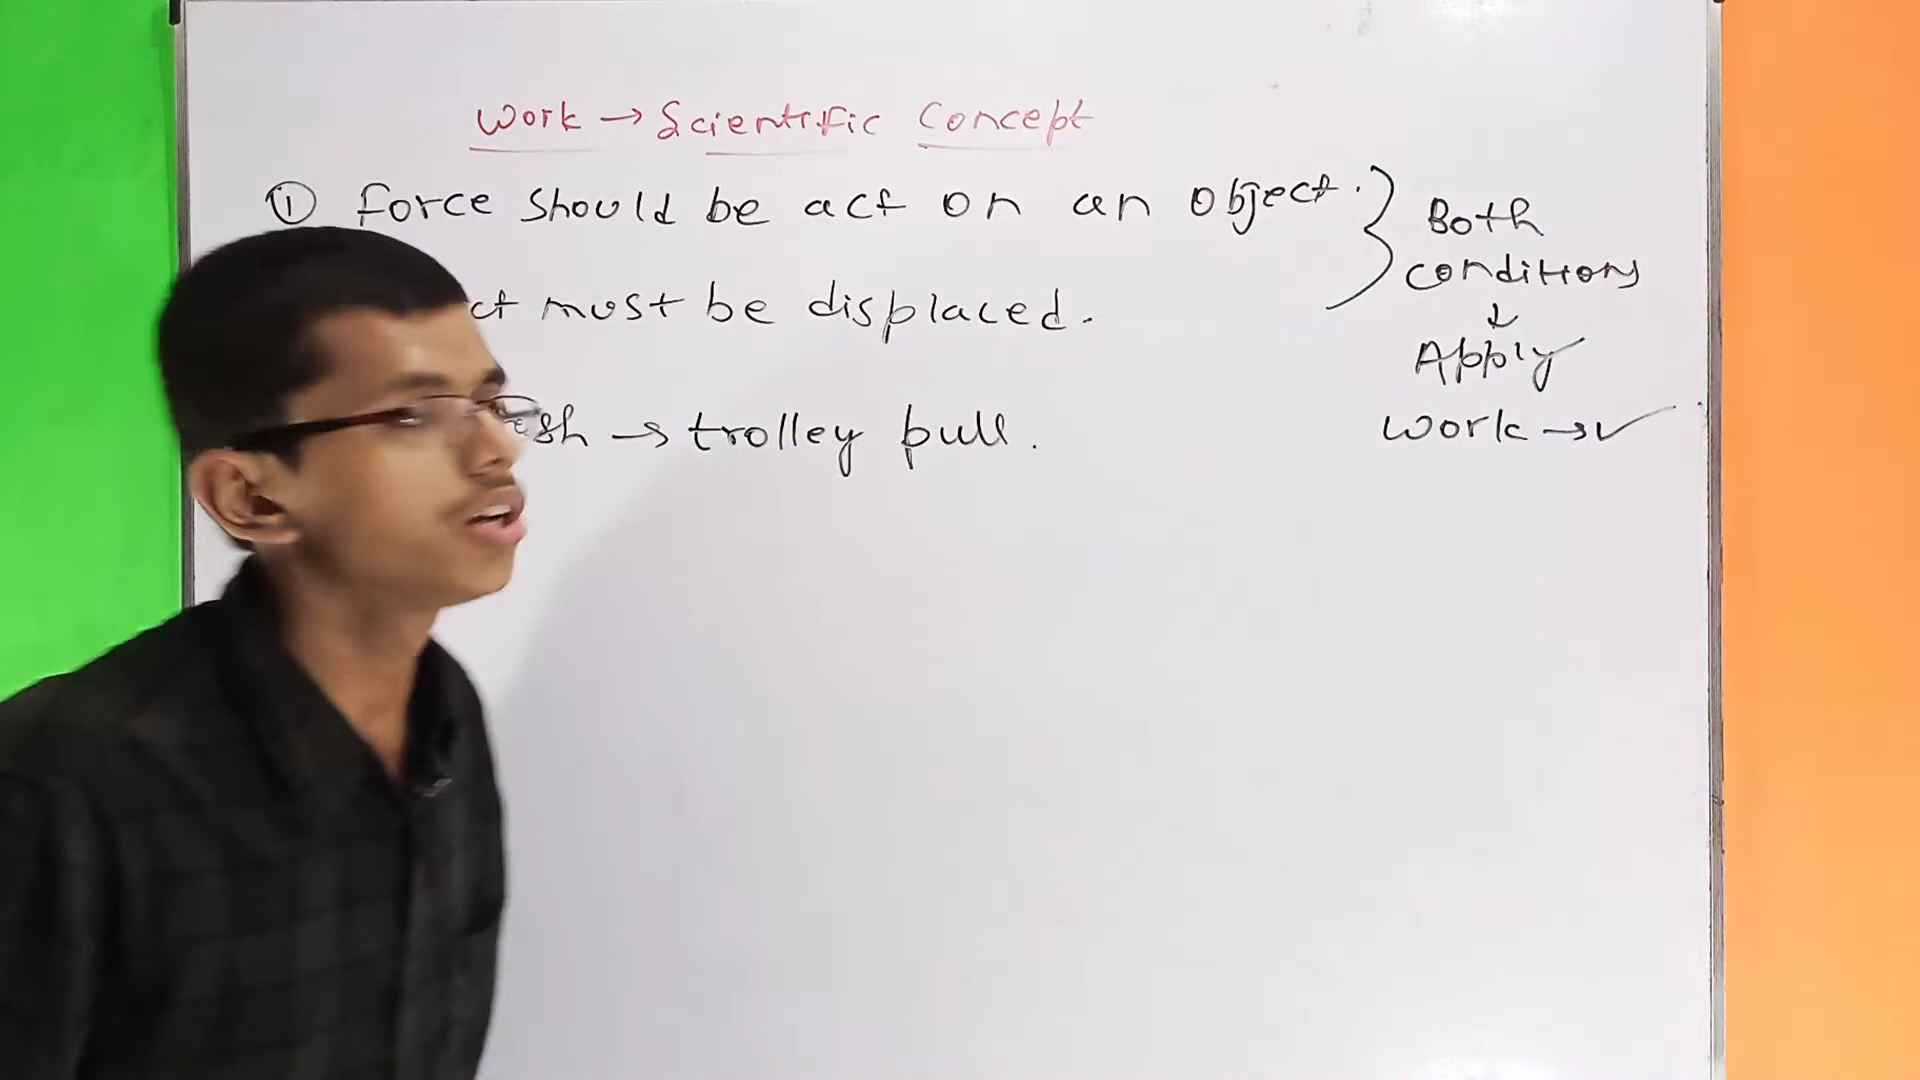 Work → Scientific Concept
① force should be act on an object.
must be displaced.
→ trolley pull.
Both
conditions
↓
Apply
work → ✓